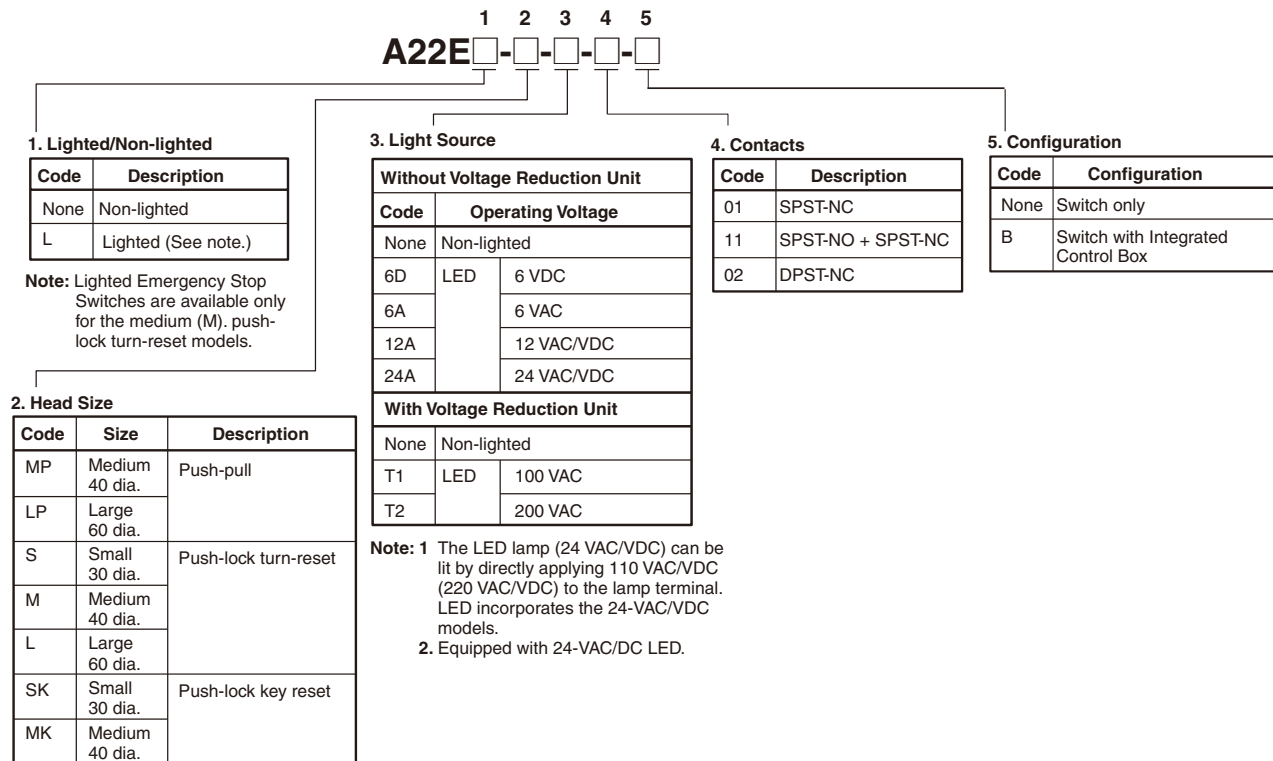 1 2 3 4 5
A22E□-□-□-□-□
1. Lighted/Non-lighted
Code Description
None Non-lighted
L Lighted (See note.)
Note: Lighted Emergency Stop
Switches are available only
for the medium (M). push-
lock turn-reset models.
2. Head Size
Code Size Description
MP Medium Push-pull
40 dia.
LP Large
60 dia.
S Small Push-lock turn-reset
30 dia.
M Medium
40 dia.
L Large
60 dia.
SK Small Push-lock key reset
30 dia.
MK Medium
40 dia.
3. Light Source
Without Voltage Reduction Unit
Code Operating Voltage
None Non-lighted
6D LED 6 VDC
6A 6 VAC
12A 12 VAC/VDC
24A 24 VAC/VDC
With Voltage Reduction Unit
None Non-lighted
T1 LED 100 VAC
T2 200 VAC
Note: 1 The LED lamp (24 VAC/VDC) can be
lit by directly applying 110 VAC/VDC
(220 VAC/VDC) to the lamp terminal.
LED incorporates the 24-VAC/VDC
models.
2. Equipped with 24-VAC/DC LED.
4. Contacts
Code Description
01 SPST-NC
11 SPST-NO + SPST-NC
02 DPST-NC
5. Configuration
Code Configuration
None Switch only
B Switch with Integrated
Control Box